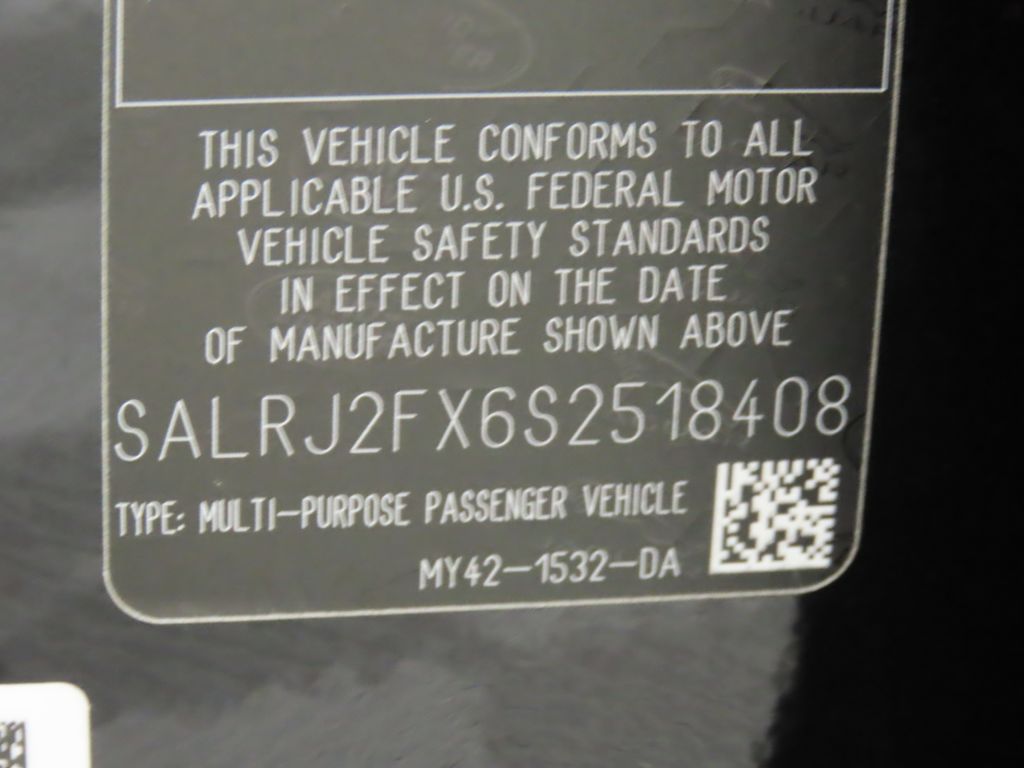 THIS VEHICLE CONFORMS TO ALL
APPLICABLE U.S. FEDERAL MOTOR
VEHICLE SAFETY STANDARDS
IN EFFECT ON THE DATE
OF MANUFACTURE SHOWN ABOVE
SALRJ2FX6S2518408
TYPE: MULTI-PURPOSE PASSENGER VEHICLE
MY42-1532-DA